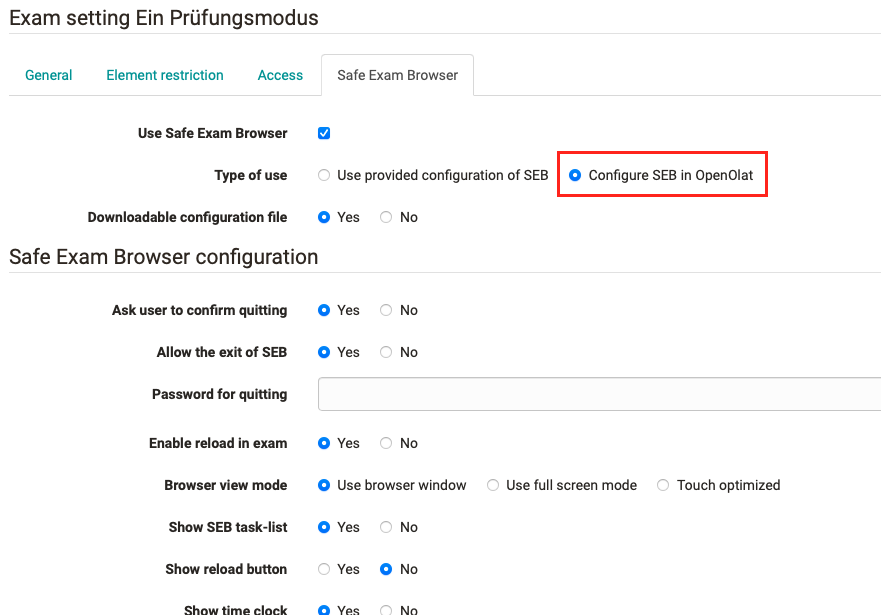 Exam setting Ein Prüfungsmodus
General Element restriction Access Safe Exam Browser
Use Safe Exam Browser
Type of use Use provided configuration of SEB Configure SEB in OpenOlat
Downloadable configuration file Yes No
Safe Exam Browser configuration
Ask user to confirm quitting Yes No
Allow the exit of SEB Yes No
Password for quitting
Enable reload in exam Yes No
Browser view mode Use browser window Use full screen mode Touch optimized
Show SEB task-list Yes No
Show reload button Yes No
Show time clock Yes No